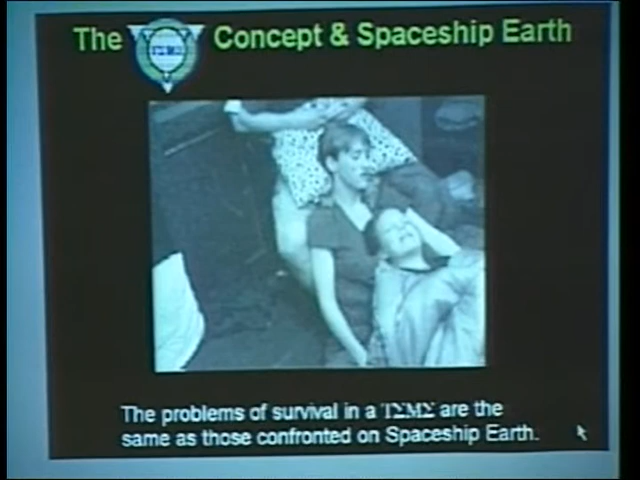 The Concept & Spaceship Earth
The problems of survival in a ΤΣΜΣ are the
same as those confronted on Spaceship Earth.